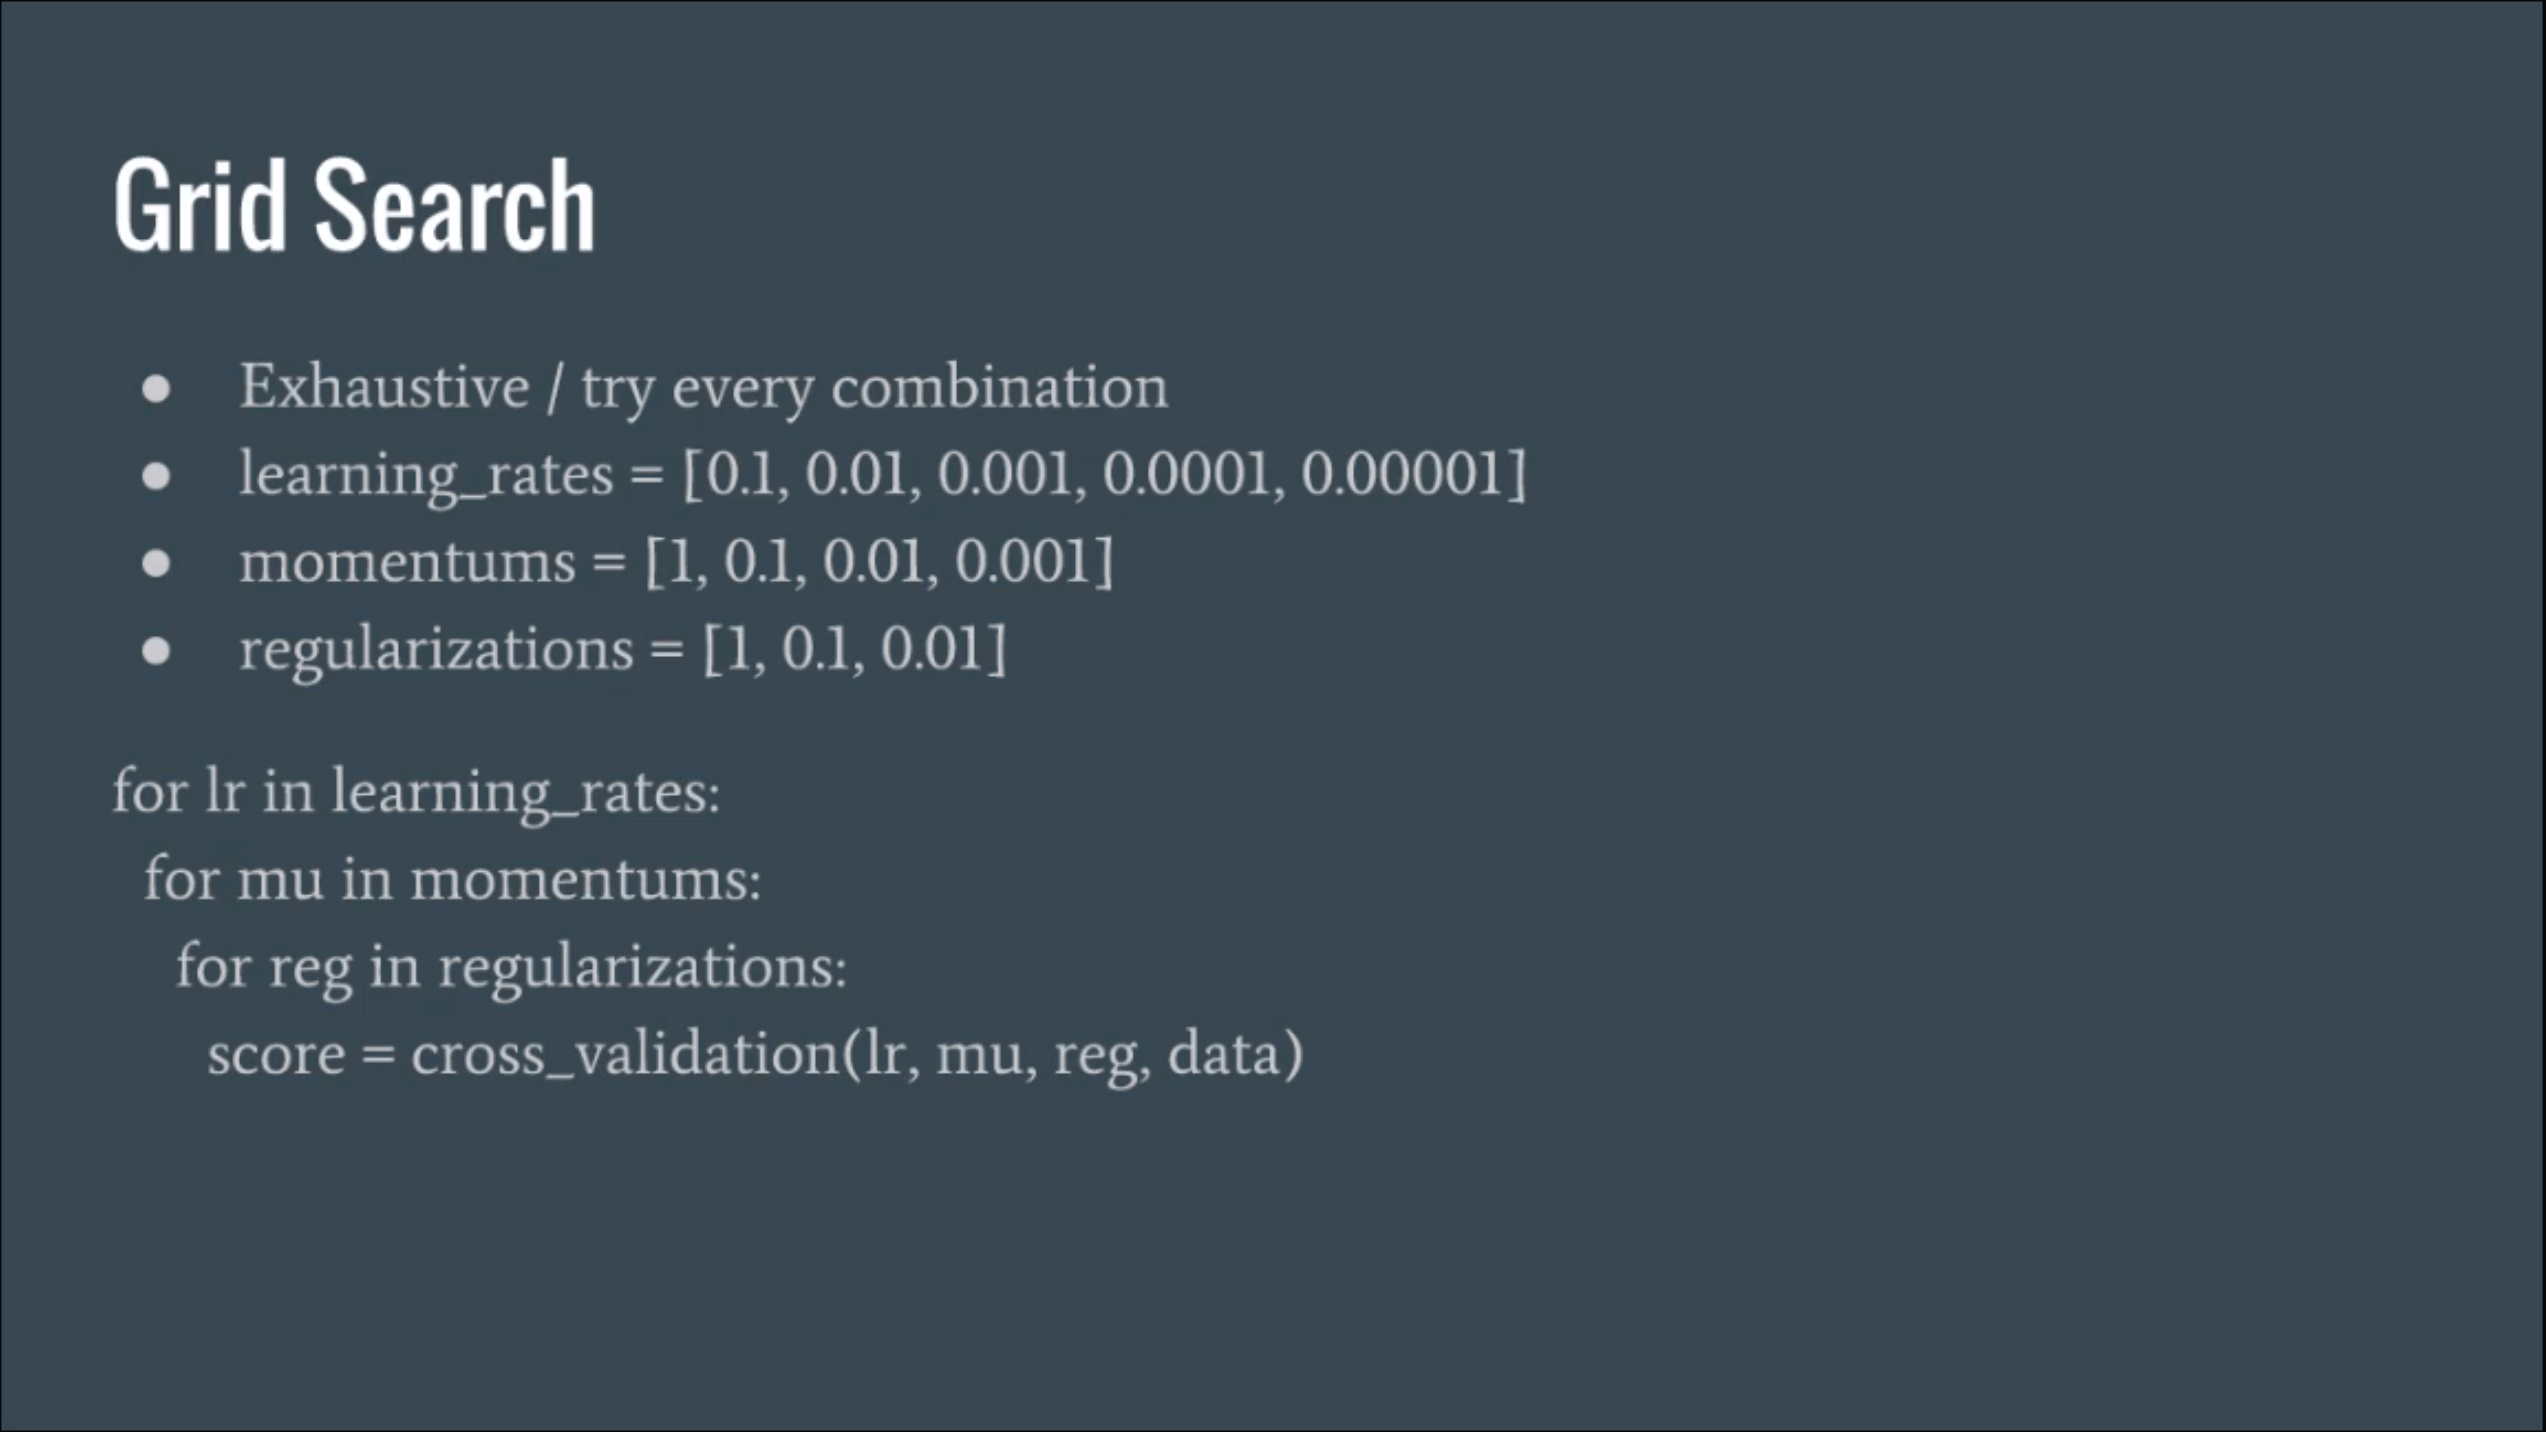 Grid Search
● Exhaustive / try every combination
● learning_rates = [0.1, 0.01, 0.001, 0.0001, 0.00001]
● momentums = [1, 0.1, 0.01, 0.001]
● regularizations = [1, 0.1, 0.01]
for lr in learning_rates:
for mu in momentums:
for reg in regularizations:
score = cross_validation(lr, mu, reg, data)